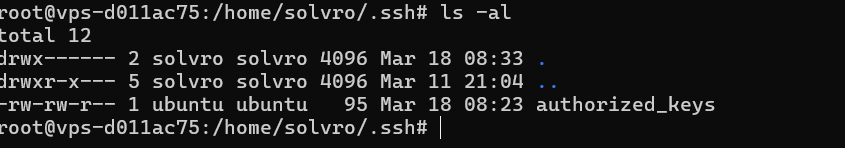 root@vps-d011ac75:/home/solvro/.ssh# ls -al
total 12
drwx------ 2 solvro solvro 4096 Mar 18 08:33 .
drwxr-x--- 5 solvro solvro 4096 Mar 11 21:04 ..
-rw-rw-r-- 1 ubuntu ubuntu   95 Mar 18 08:23 authorized_keys
root@vps-d011ac75:/home/solvro/.ssh#